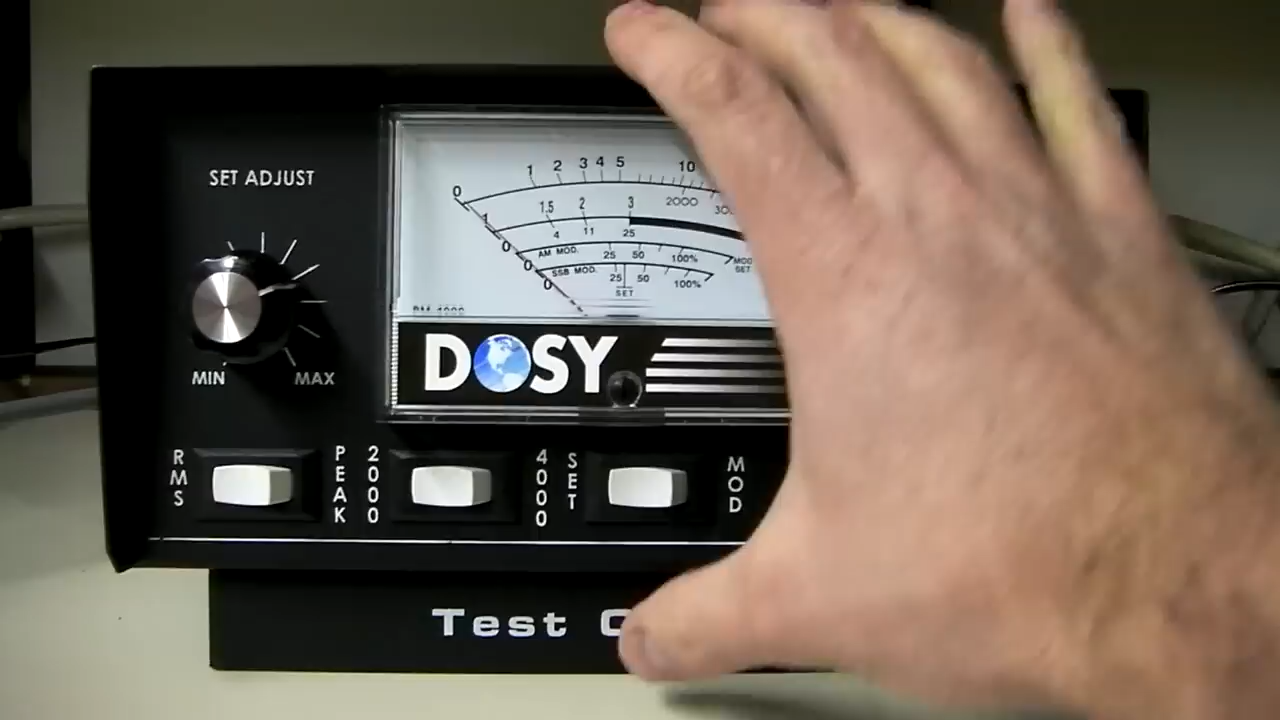 SET ADJUST
MIN MAX
0 1 2 3 4 5 10
2000
1 1.5 2 3
4 11 25
0 AM MOD. 25 50 100% MOD SET
0 SSB MOD. 25 50 100%
0 SET
DOSY
RMS PEAK 2000 4000 SET MOD
Test